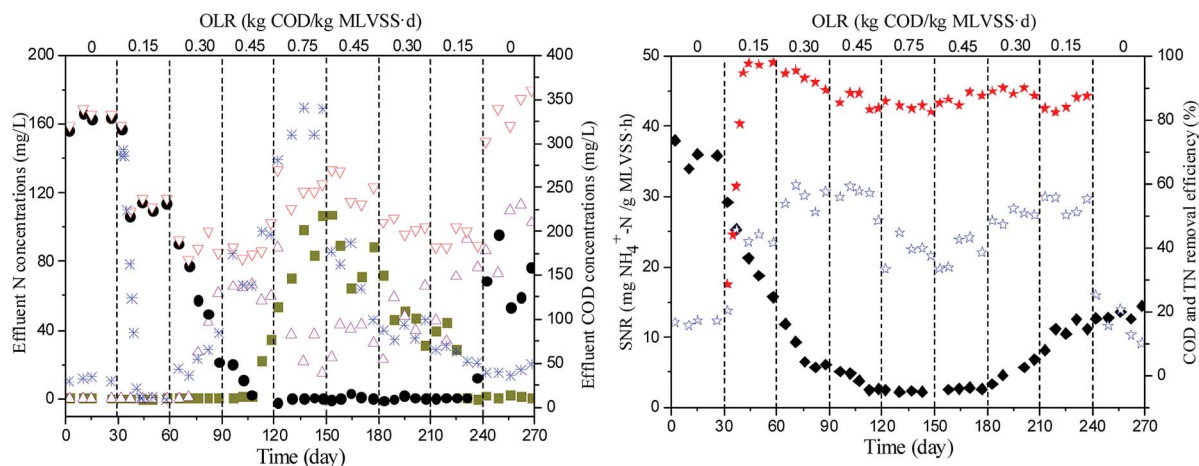 OLR (kg COD/kg MLVSS·d)
0 0.15 0.30 0.45 0.75 0.45 0.30 0.15 0
200
160
120
80
40
0
Effluent N concentrations (mg/L)
400
350
300
250
200
150
100
50
0
Effluent COD concentrations (mg/L)
0 30 60 90 120 150 180 210 240 270
Time (day)
OLR (kg COD/kg MLVSS·d)
0 0.15 0.30 0.45 0.75 0.45 0.30 0.15 0
50
40
30
20
10
0
SNR (mg NH₄⁺-N /g MLVSS·h)
100
80
60
40
20
0
COD and TN removal efficiency (%)
0 30 60 90 120 150 180 210 240 270
Time (day)